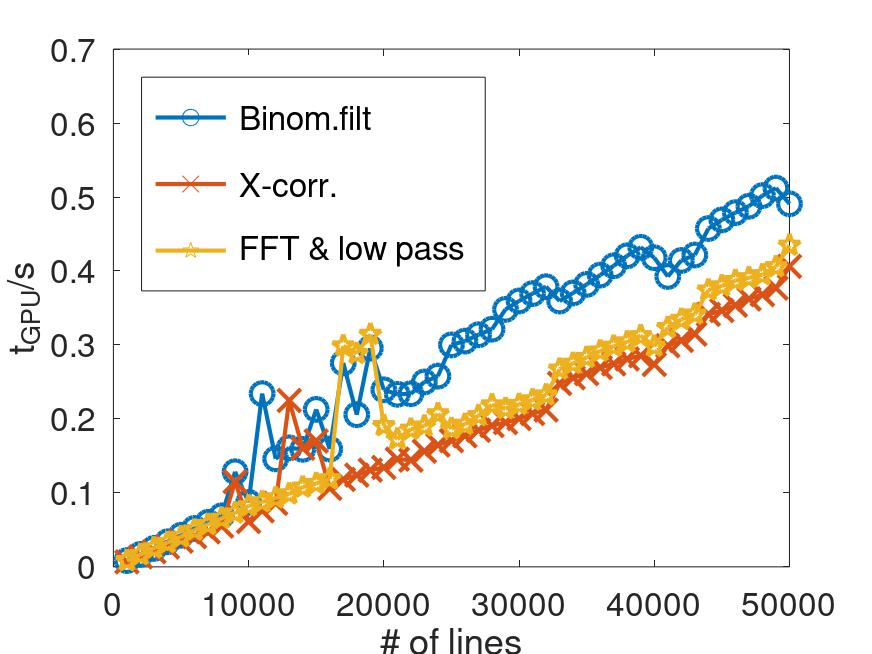 0.7
0.6
0.5
0.4
0.3
0.2
0.1
0
t_GPU/s
Binom.filt
X-corr.
FFT & low pass
0 10000 20000 30000 40000 50000
# of lines